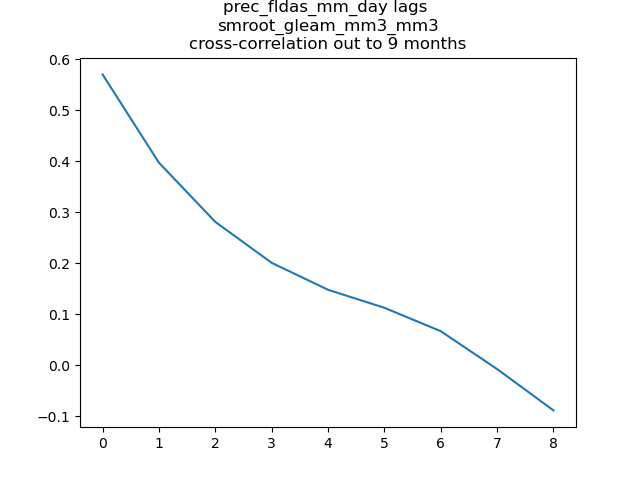 prec_fldas_mm_day lags
smroot_gleam_mm3_mm3
cross-correlation out to 9 months
0.6
0.5
0.4
0.3
0.2
0.1
0.0
−0.1
0 1 2 3 4 5 6 7 8